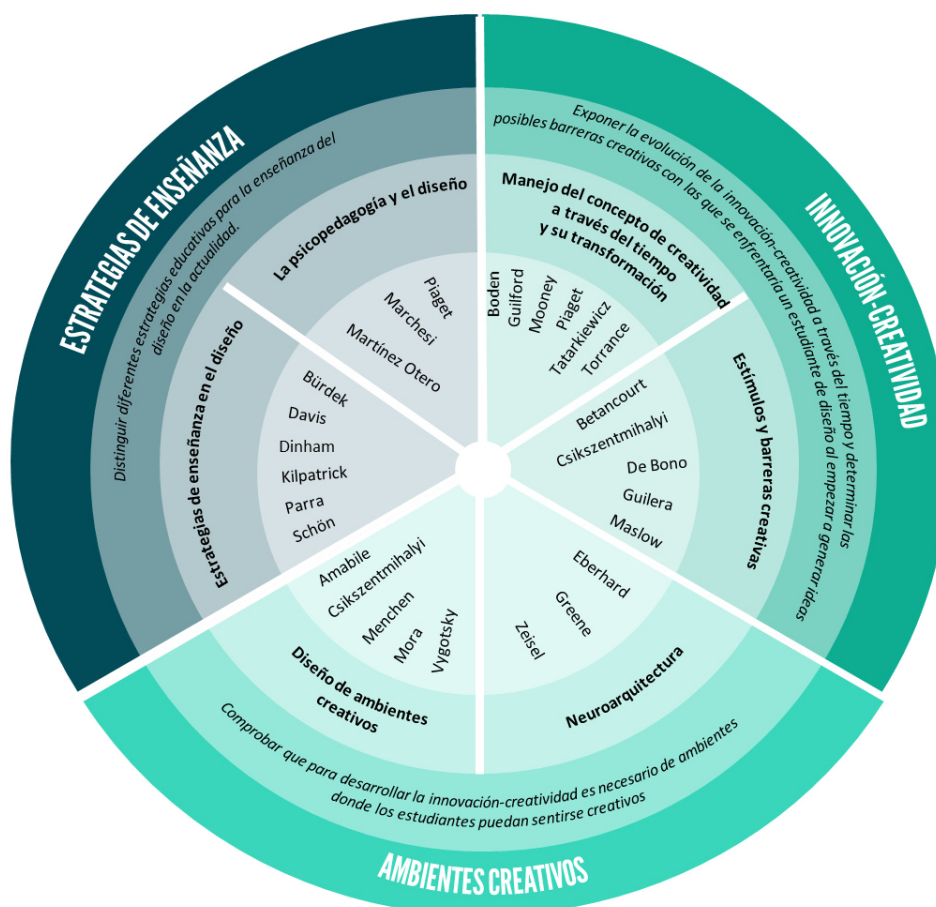 ESTRATEGIAS DE ENSEÑANZA
Distinguir diferentes estrategias educativas para la enseñanza del
diseño en la actualidad.
La psicopedagogía y el diseño
Piaget
Marchesi
Martínez Otero
Estrategias de enseñanza en el diseño
Bürdek
Davis
Dinham
Kilpatrick
Parra
Schön
INNOVACIÓN-CREATIVIDAD
Exponer la evolución de la innovación-creatividad a través del tiempo y determinar las
posibles barreras creativas con las que se enfrentaría un estudiante de diseño al empezar a generar ideas
Manejo del concepto de creatividad
a través del tiempo
y su transformación
Boden
Guilford
Mooney
Piaget
Tatarkiewicz
Torrance
Estímulos y barreras creativas
Betancourt
Csikszentmihalyi
De Bono
Guilera
Maslow
AMBIENTES CREATIVOS
Comprobar que para desarrollar la innovación-creatividad es necesario de ambientes
donde los estudiantes puedan sentirse creativos
Diseño de ambientes
creativos
Amabile
Csikszentmihalyi
Menchen
Mora
Vygotsky
Neuroarquitectura
Eberhard
Greene
Zeisel